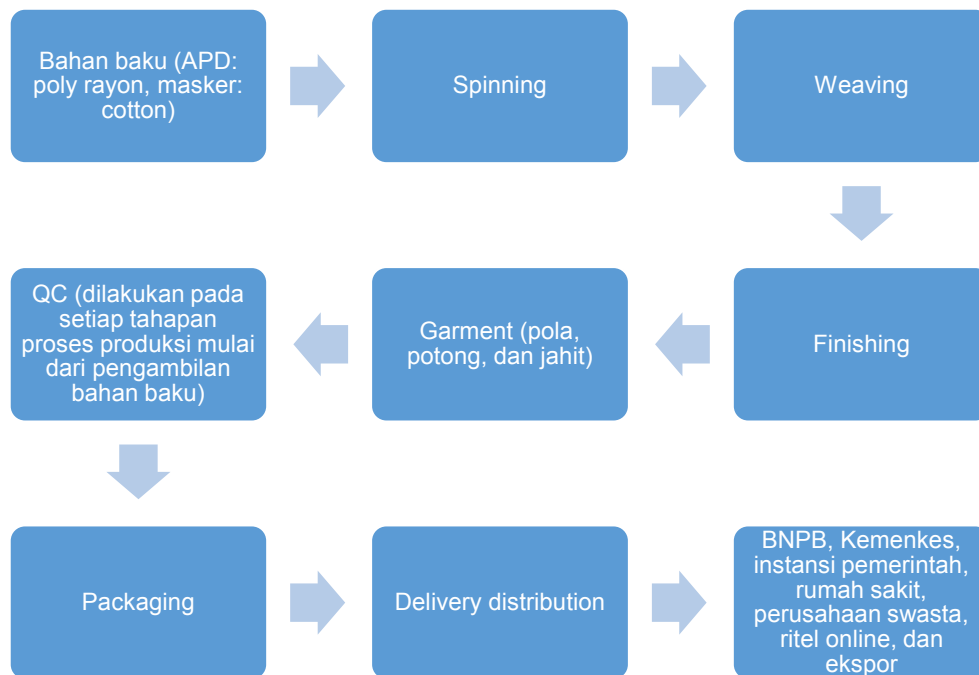 Bahan baku (APD:
poly rayon, masker:
cotton)
Spinning
Weaving
Finishing
Garment (pola,
potong, dan jahit)
QC (dilakukan pada
setiap tahapan
proses produksi mulai
dari pengambilan
bahan baku)
Packaging
Delivery distribution
BNPB, Kemenkes,
instansi pemerintah,
rumah sakit,
perusahaan swasta,
ritel online, dan
ekspor